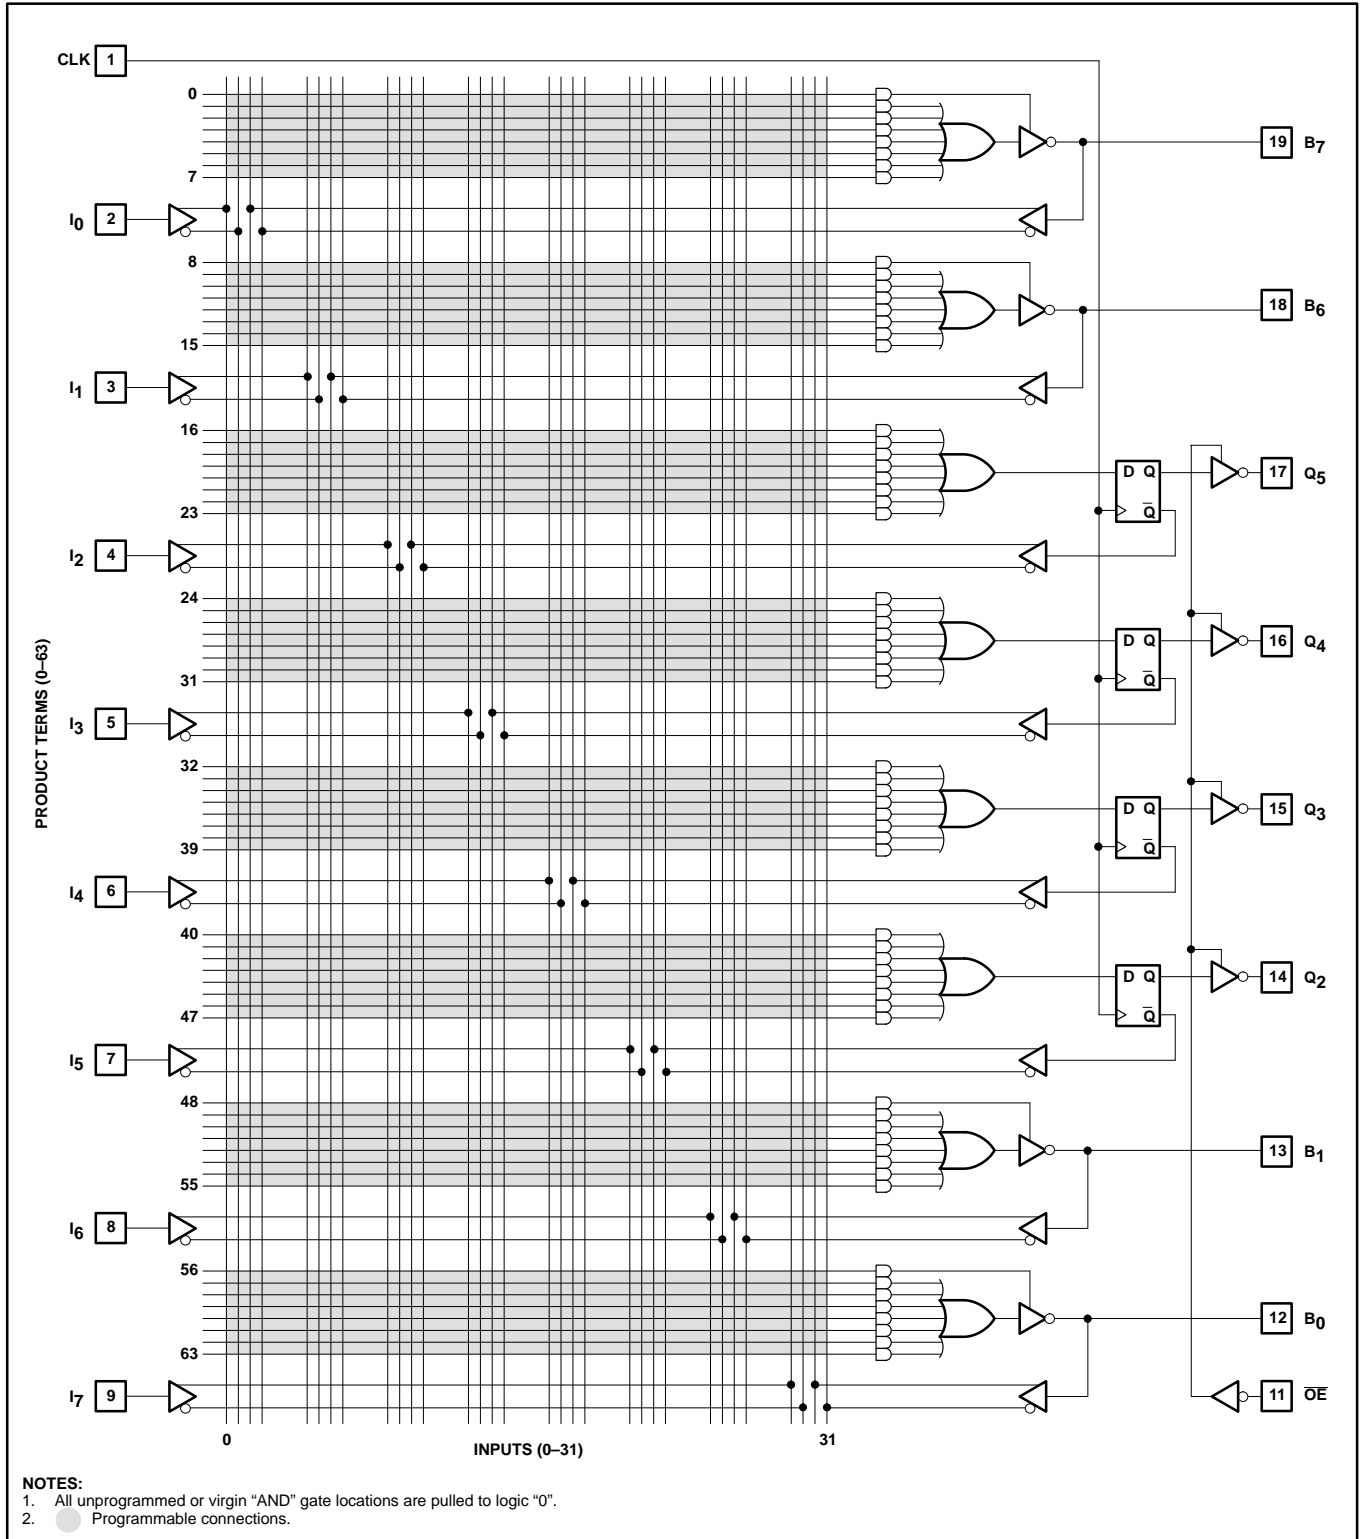 CLK 1
0
19 B7
7
I0 2
8
18 B6
15
I1 3
16
D Q 17 Q5
Q̅
23
I2 4
24
D Q 16 Q4
Q̅
31
I3 5
PRODUCT TERMS (0–63)
32
D Q 15 Q3
Q̅
39
I4 6
40
D Q 14 Q2
Q̅
47
I5 7
48
13 B1
55
I6 8
56
12 B0
63
I7 9
11 O̅E̅
0 31
INPUTS (0–31)
NOTES:
1. All unprogrammed or virgin “AND” gate locations are pulled to logic “0”.
2. Programmable connections.